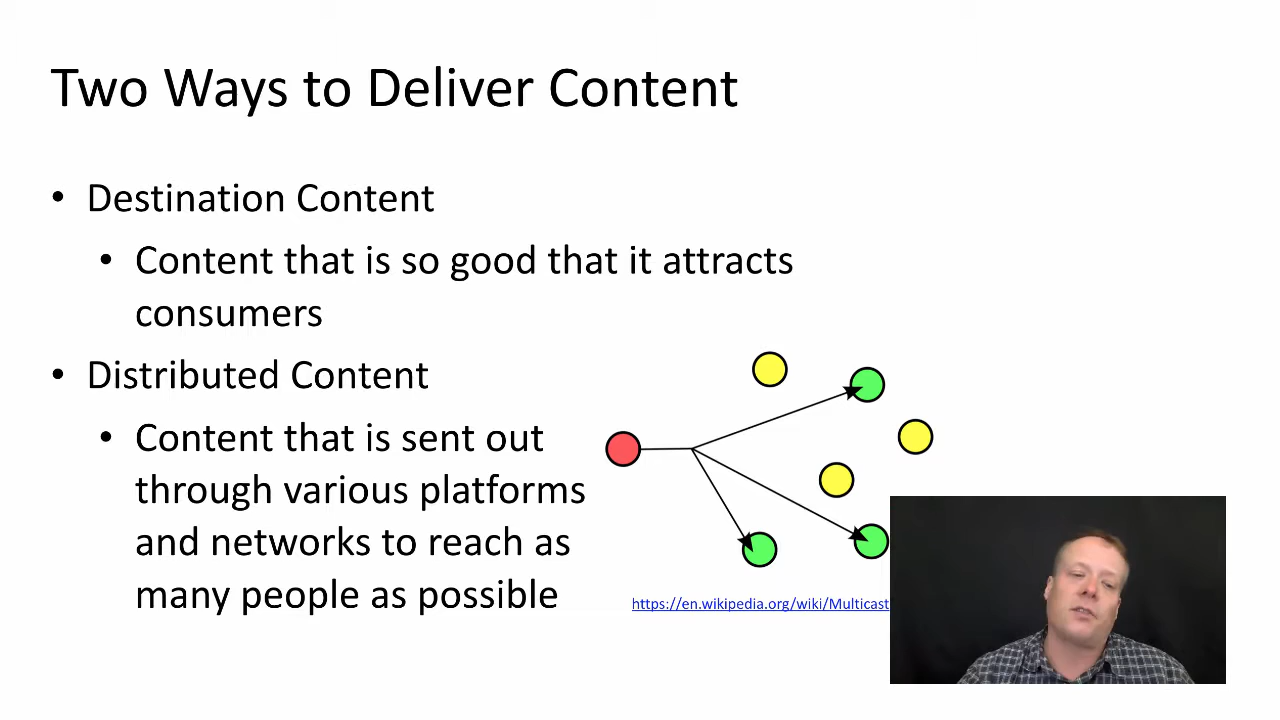 Two Ways to Deliver Content
• Destination Content
• Content that is so good that it attracts
consumers
• Distributed Content
• Content that is sent out
through various platforms
and networks to reach as
many people as possible
https://en.wikipedia.org/wiki/Multicast